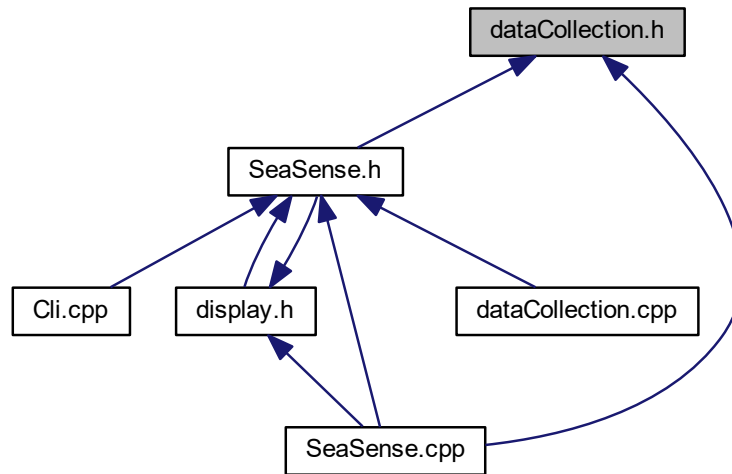 dataCollection.h
SeaSense.h
Cli.cpp
display.h
dataCollection.cpp
SeaSense.cpp